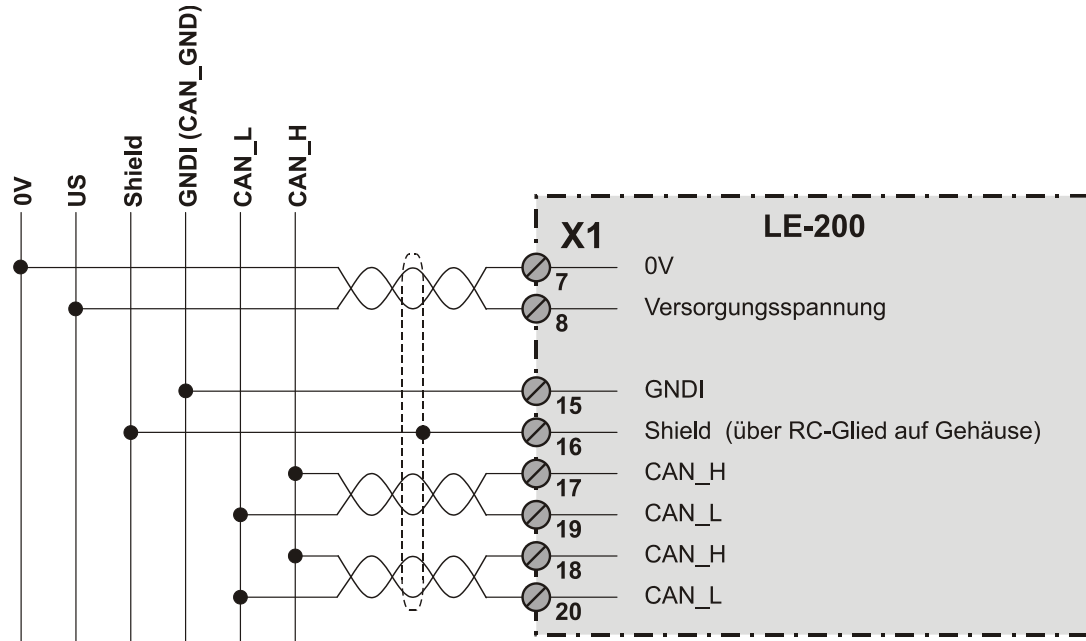 0V
US
Shield
GNDI (CAN_GND)
CAN_L
CAN_H
X1
LE-200
7
0V
8
Versorgungsspannung
15
GNDI
16
Shield (über RC-Glied auf Gehäuse)
17
CAN_H
19
CAN_L
18
CAN_H
20
CAN_L